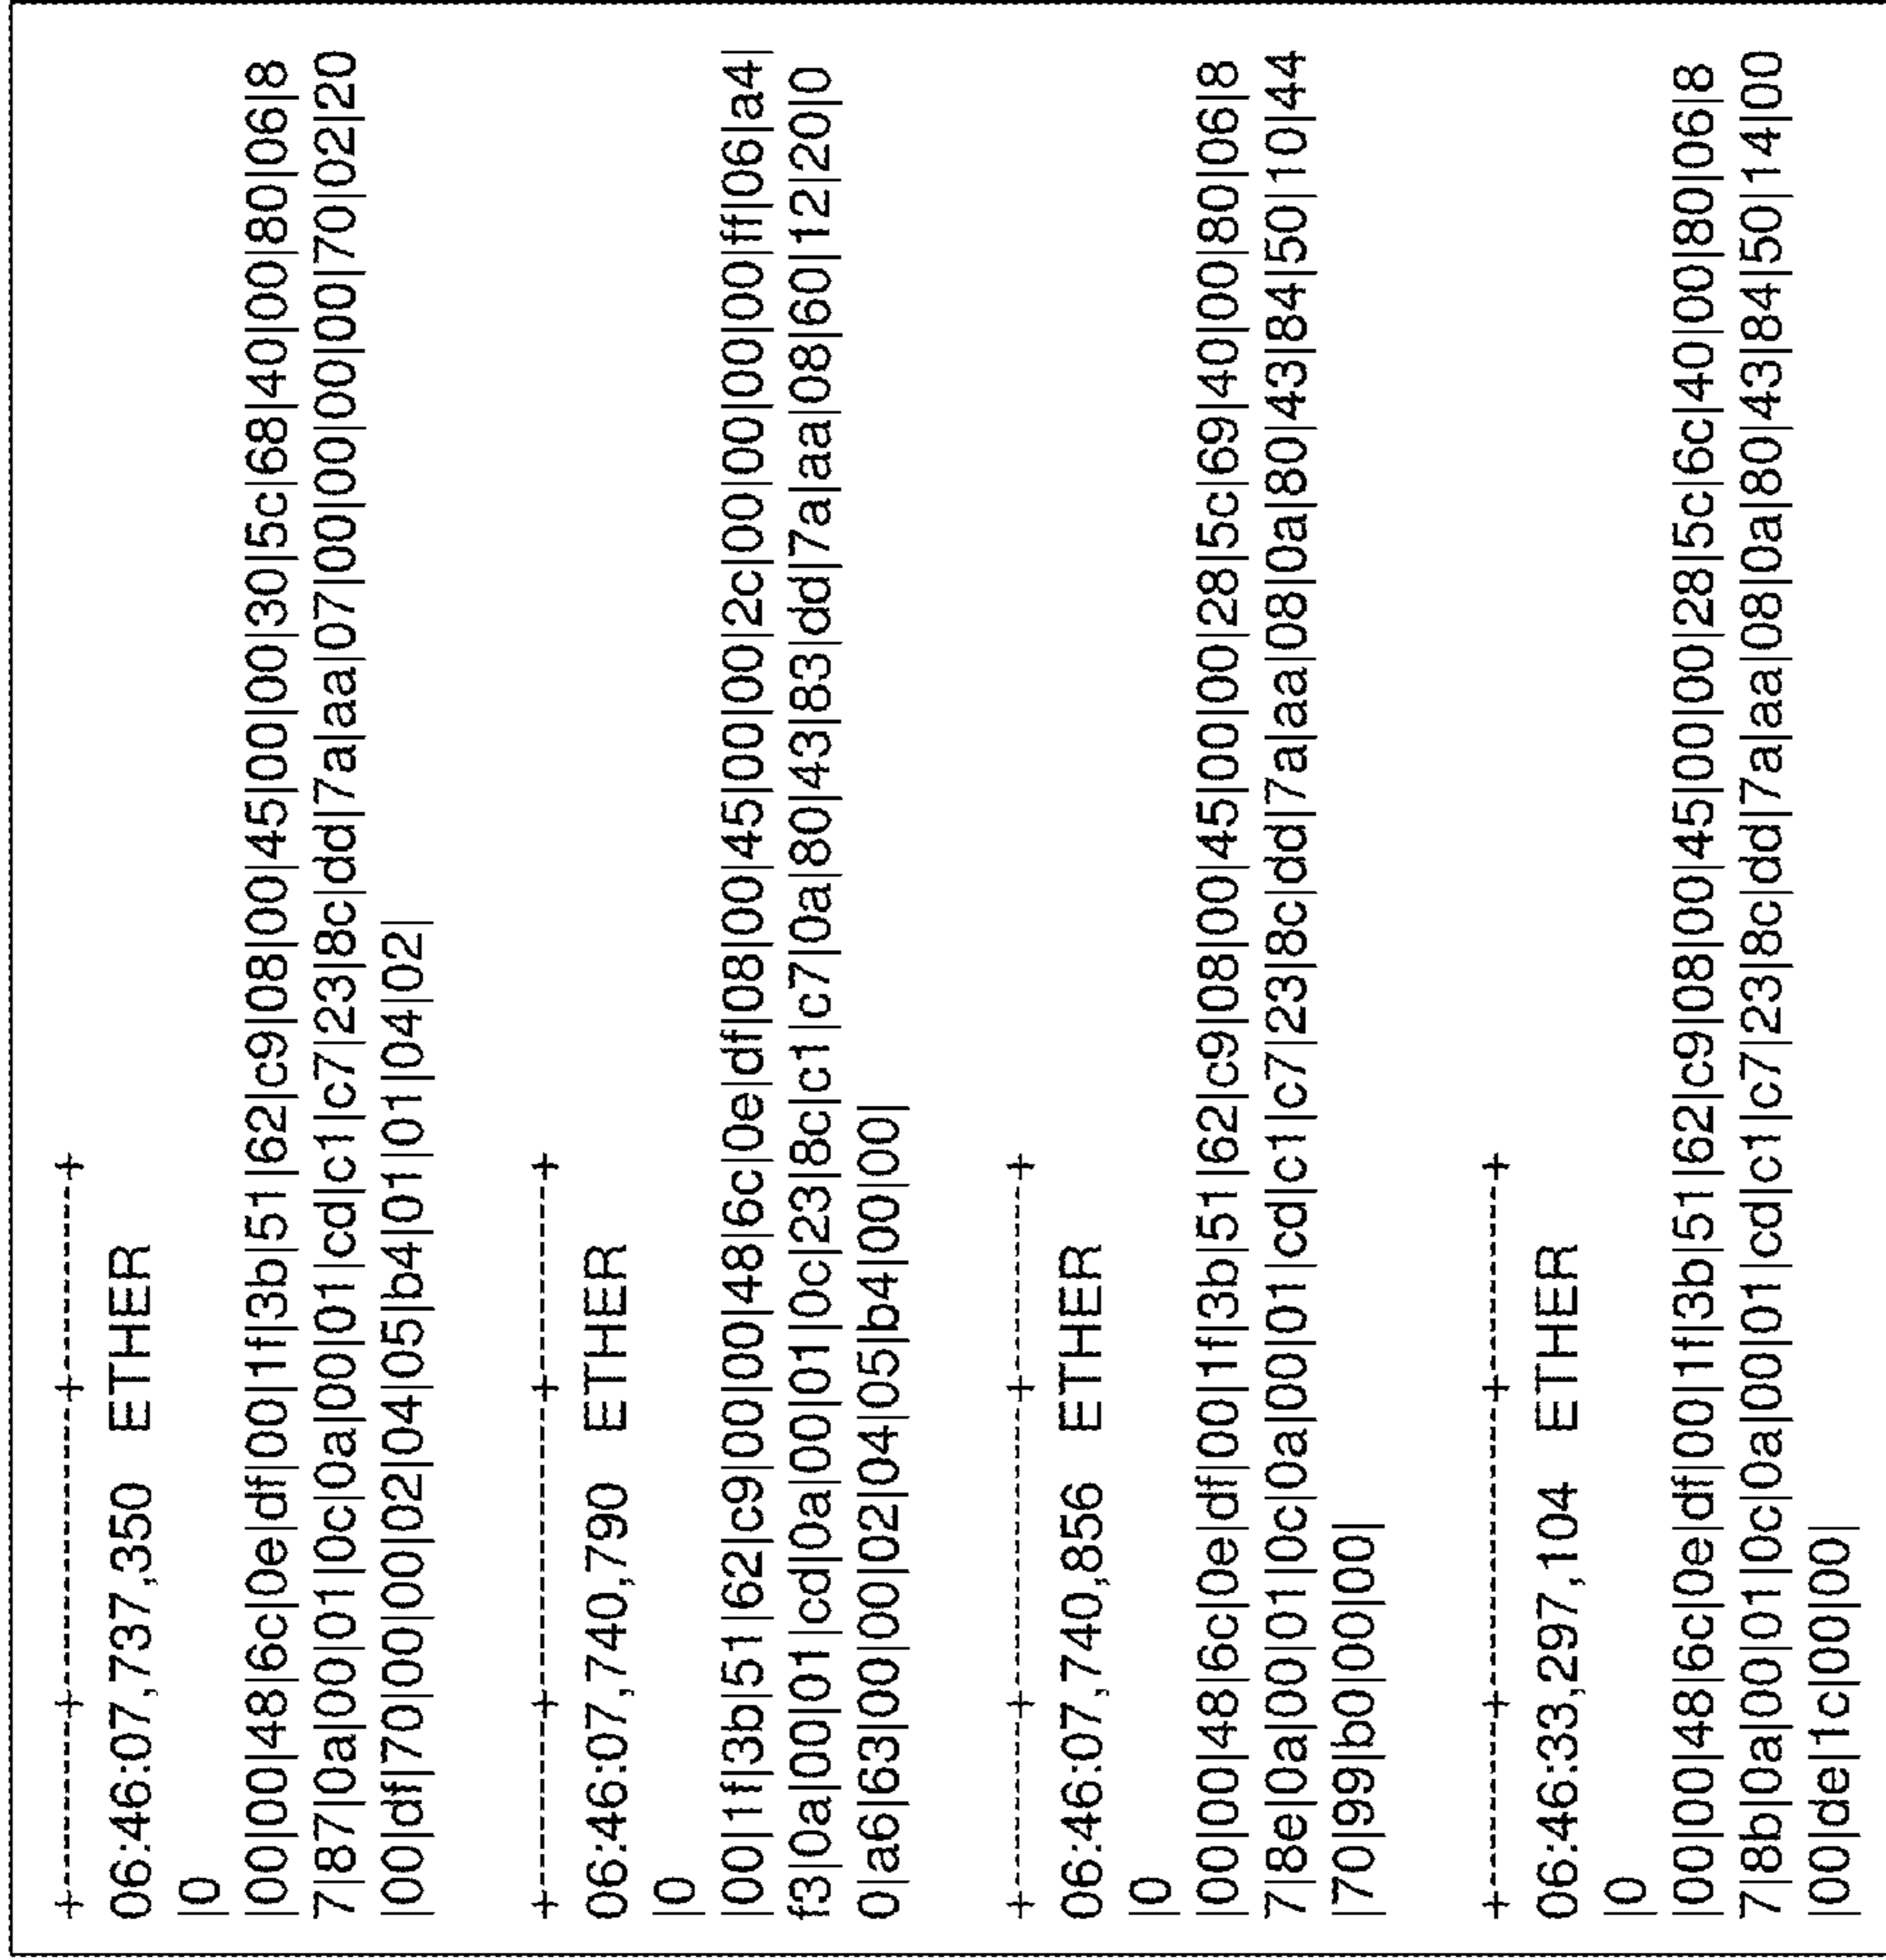 +---------+---------------+----------+
06:46:07,737,350   ETHER
|0
|00|00|48|6c|0e|df|00|1f|3b|51|62|c9|08|00|45|00|00|30|5c|68|40|00|80|06|8
7|87|0a|00|01|0c|0a|00|01|cd|c1|c7|23|8c|dd|7a|aa|07|00|00|00|00|70|02|20
|00|df|70|00|00|02|04|05|b4|01|01|04|02|
+---------+---------------+----------+
06:46:07,740,790   ETHER
|0
|00|1f|3b|51|62|c9|00|00|48|6c|0e|df|08|00|45|00|00|2c|00|00|00|00|ff|06|a4|
f3|0a|00|01|cd|0a|00|01|0c|23|8c|c1|c7|0a|80|43|83|dd|7a|aa|08|60|12|20|0
0|a6|63|00|00|02|04|05|b4|00|00|
+---------+---------------+----------+
06:46:07,740,856   ETHER
|0
|00|00|48|6c|0e|df|00|1f|3b|51|62|c9|08|00|45|00|00|28|5c|69|40|00|80|06|8
7|8e|0a|00|01|0c|0a|00|01|cd|c1|c7|23|8c|dd|7a|aa|08|0a|80|43|84|50|10|44
|70|99|b0|00|00|
+---------+---------------+----------+
06:46:33,297,104   ETHER
|0
|00|00|48|6c|0e|df|00|1f|3b|51|62|c9|08|00|45|00|00|28|5c|6c|40|00|80|06|8
7|8b|0a|00|01|0c|0a|00|01|cd|c1|c7|23|8c|dd|7a|aa|08|0a|80|43|84|50|14|00
|00|de|1c|00|00|